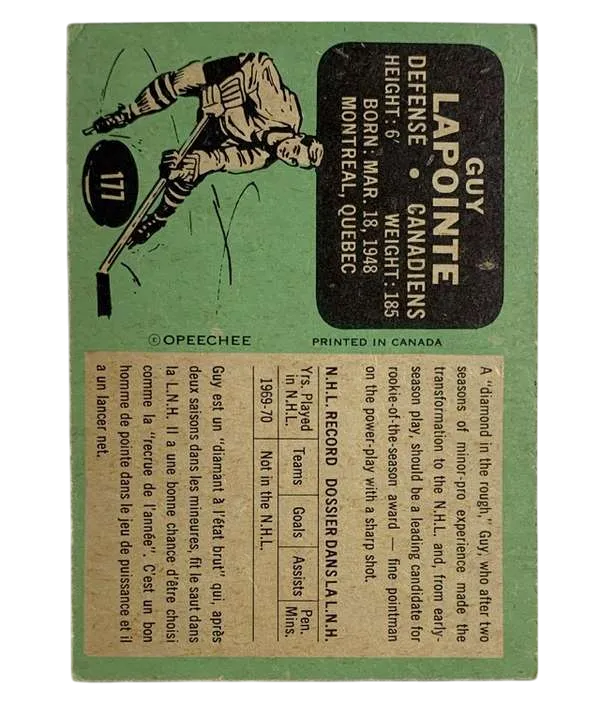 GUY
LAPOINTE
DEFENSE • CANADIENS
HEIGHT: 6' WEIGHT: 185
BORN: MAR. 18, 1948
MONTREAL, QUEBEC
177
PRINTED IN CANADA
© OPEECHEE
A "diamond in the rough," Guy, who after two
seasons of minor-pro experience made the
transformation to the N.H.L. and, from early-
season play, should be a leading candidate for
rookie-of-the-season award — fine pointman
on the power-play with a sharp shot.
N.H.L. RECORD DOSSIER DANS LA L.N.H.
Yrs. Played in N.H.L. Teams Goals Assists Pen. Mins.
1969-70 Not in the N.H.L.
Guy est un "diamant à l'état brut" qui, après
deux saisons dans les mineures, fit le saut dans
la L.N.H. Il a une bonne chance d'être choisi
comme la "recrue de l'année". C'est un bon
homme de pointe dans le jeu de puissance et il
a un lancer net.